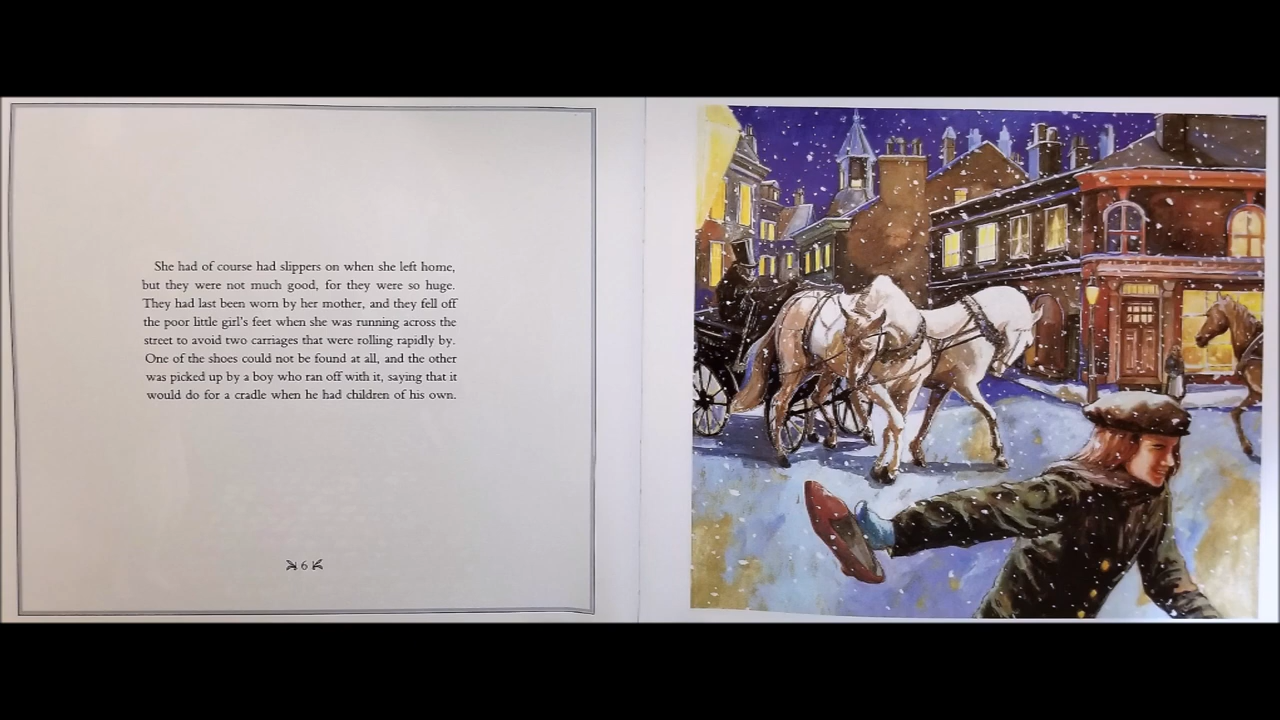 She had of course had slippers on when she left home,
but they were not much good, for they were so huge.
They had last been worn by her mother, and they fell off
the poor little girl's feet when she was running across the
street to avoid two carriages that were rolling rapidly by.
One of the shoes could not be found at all, and the other
was picked up by a boy who ran off with it, saying that it
would do for a cradle when he had children of his own.
6